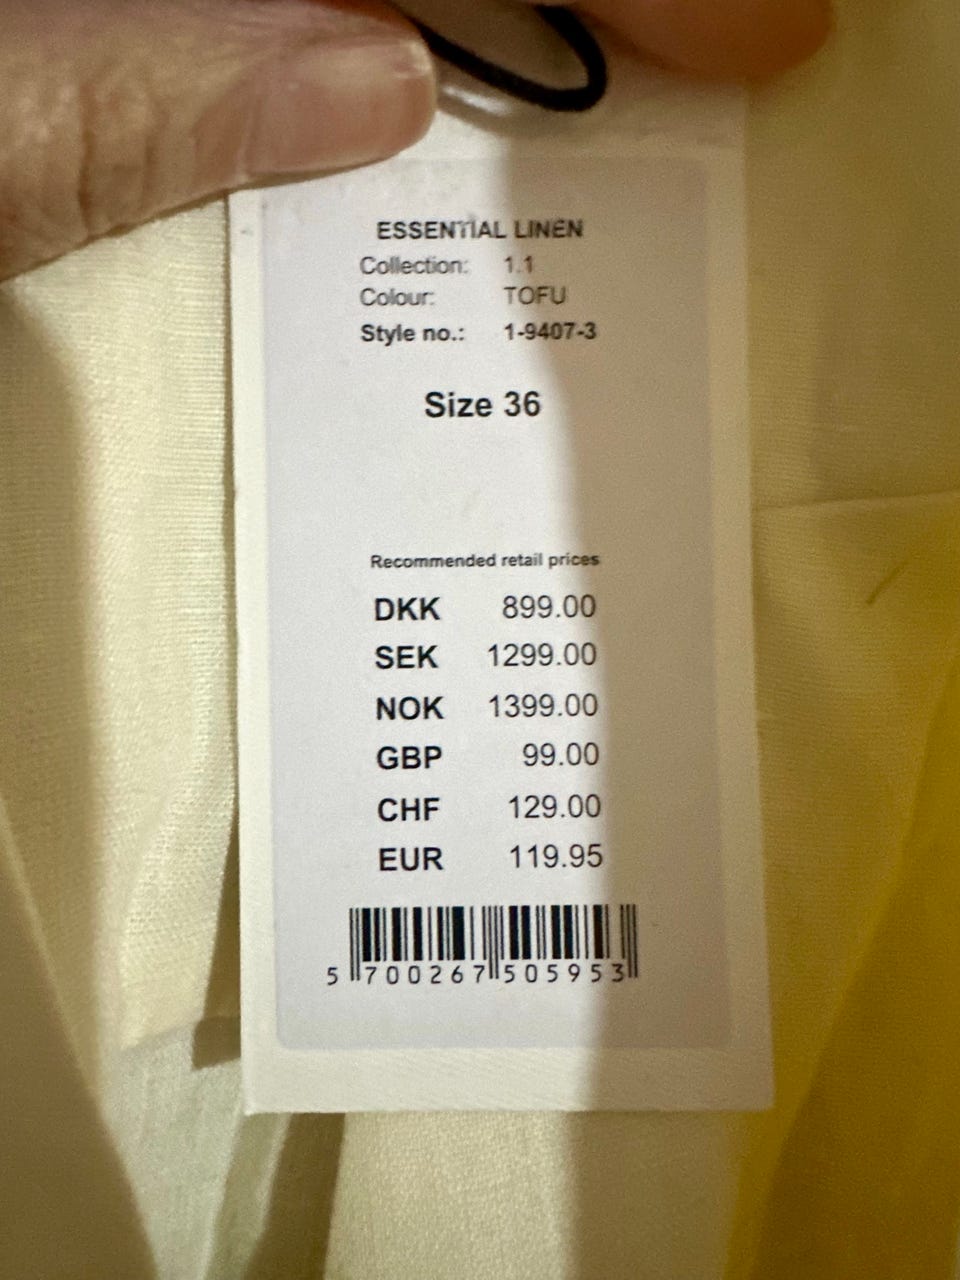 ESSENTIAL LINEN
Collection: 1.1
Colour: TOFU
Style no.: 1-9407-3
Size 36
Recommended retail prices
DKK 899.00
SEK 1299.00
NOK 1399.00
GBP 99.00
CHF 129.00
EUR 119.95
5 700267 505953